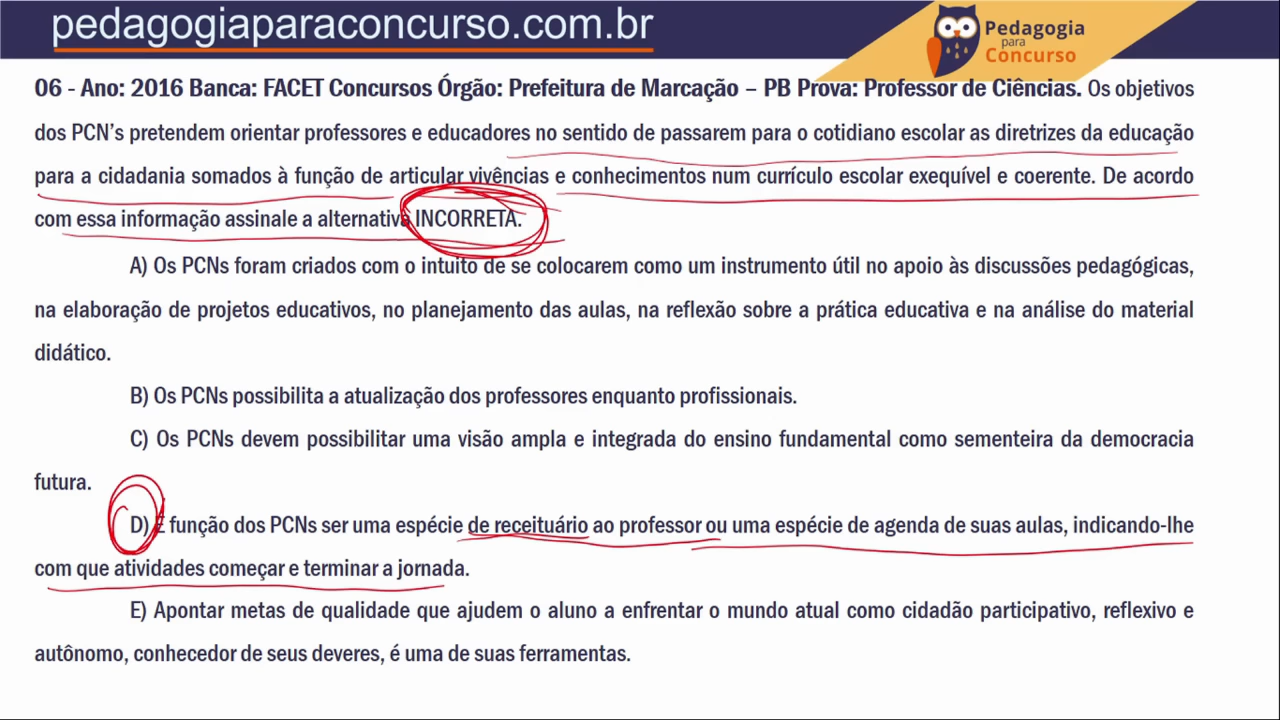 pedagogiaparaconcurso.com.br
Pedagogia
para
Concurso
06 - Ano: 2016 Banca: FACET Concursos Órgão: Prefeitura de Marcação – PB Prova: Professor de Ciências. Os objetivos
dos PCN’s pretendem orientar professores e educadores no sentido de passarem para o cotidiano escolar as diretrizes da educação
para a cidadania somados à função de articular vivências e conhecimentos num currículo escolar exequível e coerente. De acordo
com essa informação assinale a alternativa INCORRETA.
A) Os PCNs foram criados com o intuito de se colocarem como um instrumento útil no apoio às discussões pedagógicas,
na elaboração de projetos educativos, no planejamento das aulas, na reflexão sobre a prática educativa e na análise do material
didático.
B) Os PCNs possibilita a atualização dos professores enquanto profissionais.
C) Os PCNs devem possibilitar uma visão ampla e integrada do ensino fundamental como sementeira da democracia
futura.
D) É função dos PCNs ser uma espécie de receituário ao professor ou uma espécie de agenda de suas aulas, indicando-lhe
com que atividades começar e terminar a jornada.
E) Apontar metas de qualidade que ajudem o aluno a enfrentar o mundo atual como cidadão participativo, reflexivo e
autônomo, conhecedor de seus deveres, é uma de suas ferramentas.